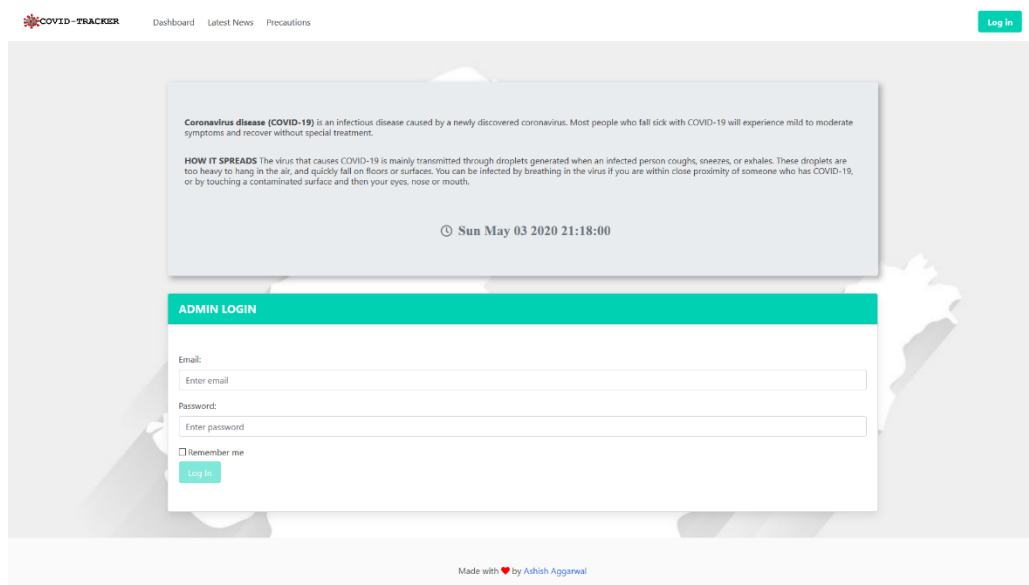 COVID-TRACKER Dashboard Latest News Precautions Log in
Coronavirus disease (COVID-19) is an infectious disease caused by a newly discovered coronavirus. Most people who fall sick with COVID-19 will experience mild to moderate
symptoms and recover without special treatment.
HOW IT SPREADS The virus that causes COVID-19 is mainly transmitted through droplets generated when an infected person coughs, sneezes, or exhales. These droplets are
too heavy to hang in the air, and quickly fall on floors or surfaces. You can be infected by breathing in the virus if you are within close proximity of someone who has COVID-19,
or by touching a contaminated surface and then your eyes, nose or mouth.
Sun May 03 2020 21:18:00
ADMIN LOGIN
Email:
Enter email
Password:
Enter password
Remember me
Log In
Made with ❤ by Ashish Aggarwal